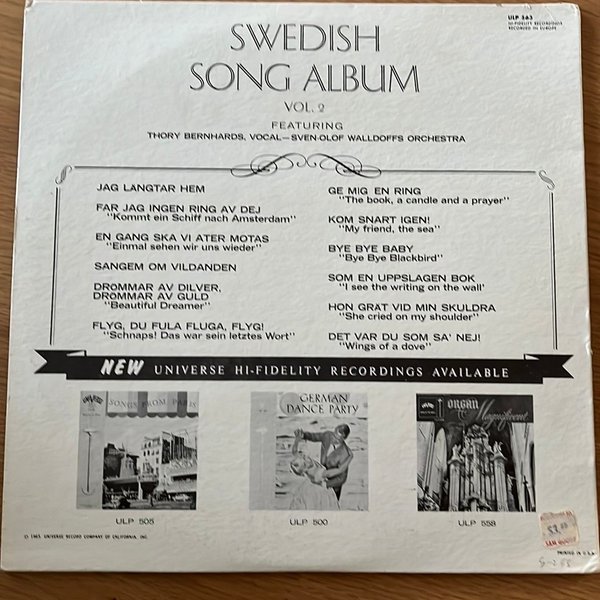 ULP 563
HI-FIDELITY RECORDINGS
RECORDED IN EUROPE
SWEDISH
SONG ALBUM
VOL. 2
FEATURING
THORY BERNHARDS, VOCAL—SVEN-OLOF WALLDOFFS ORCHESTRA
JAG LANGTAR HEM
FAR JAG INGEN RING AV DEJ
"Kommt ein Schiff nach Amsterdam"
EN GANG SKA VI ATER MOTAS
"Einmal sehen wir uns wieder"
SANGEM OM VILDANDEN
DROMMAR AV DILVER,
DROMMAR AV GULD
"Beautiful Dreamer"
FLYG, DU FULA FLUGA, FLYG!
"Schnaps! Das war sein letztes Wort"
GE MIG EN RING
"The book, a candle and a prayer"
KOM SNART IGEN!
"My friend, the sea"
BYE BYE BABY
"Bye Bye Blackbird"
SOM EN UPPSLAGEN BOK
"I see the writing on the wall'
HON GRAT VID MIN SKULDRA
"She cried on my shoulder"
DET VAR DU SOM SA' NEJ!
"Wings of a dove"
NEW UNIVERSE HI-FIDELITY RECORDINGS AVAILABLE
SONGS FROM PARIS
GERMAN
DANCE PARTY
ORGAN
Magnificent
ULP 505
ULP 500
ULP 558
© 1963, UNIVERSE RECORD COMPANY OF CALIFORNIA, INC.
PRINTED IN U.S.A.